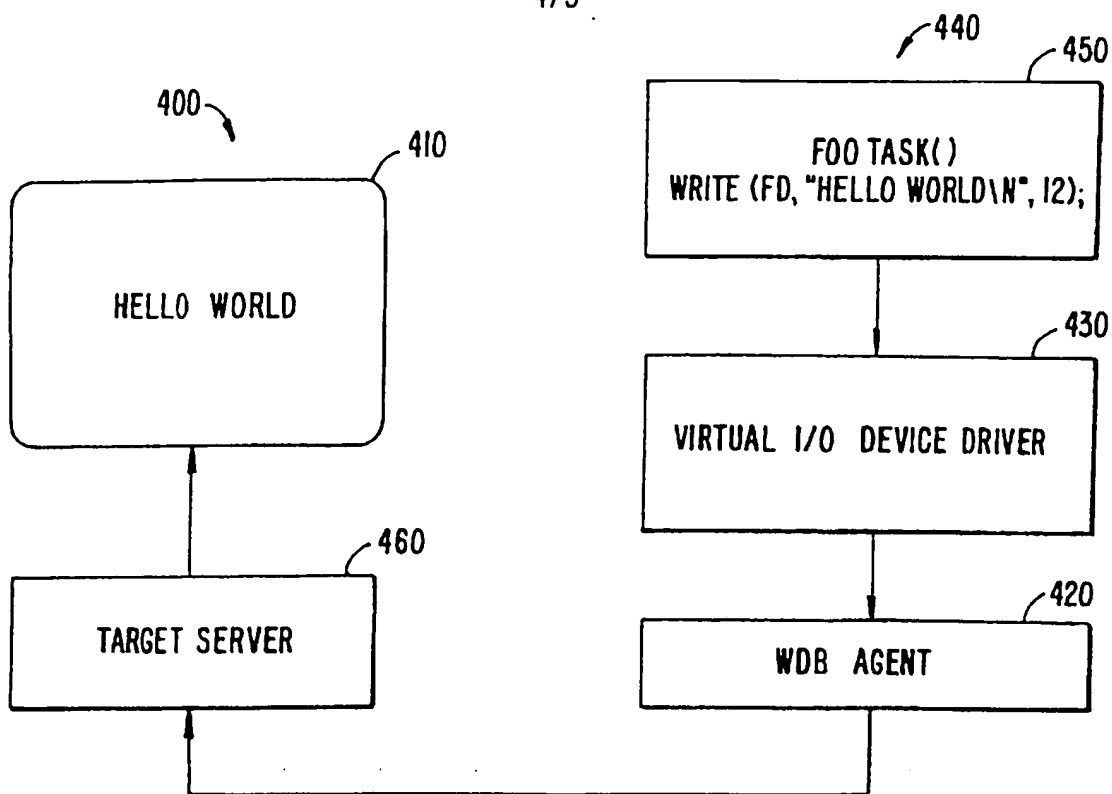 4/5
440
450
400
410
FOO TASK()
WRITE (FD, "HELLO WORLD\N", 12);
HELLO WORLD
430
VIRTUAL I/O DEVICE DRIVER
460
420
TARGET SERVER
WDB AGENT